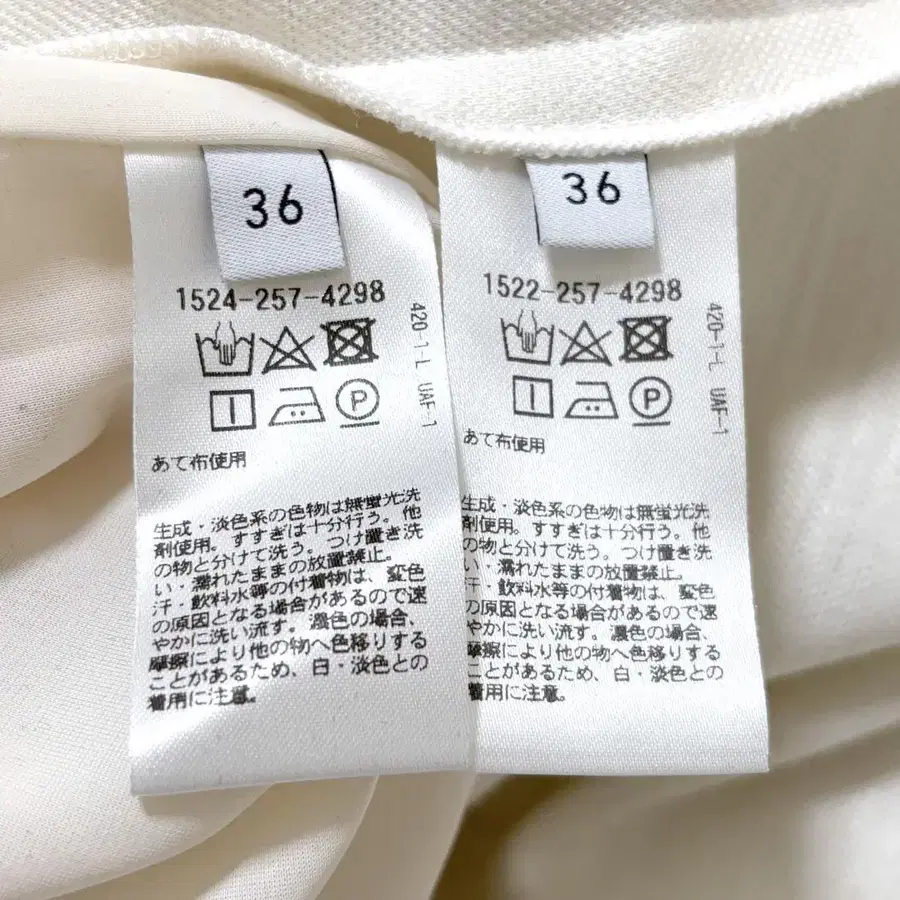 36
1524-257-4298
420-1-L UAF-1
P
あて布使用
生成・淡色系の色物は無蛍光洗
剤使用。すすぎは十分行う。他
の物と分けて洗う。つけ置き洗
い・濡れたままの放置禁止。
汗・飲料水等の付着物は、変色
の原因となる場合があるので速
やかに洗い流す。濃色の場合、
摩擦により他の物へ色移りする
ことがあるため、白・淡色との
着用に注意。
36
1522-257-4298
420-1-L UAF-1
P
あて布使用
生成・淡色系の色物は無蛍光洗
剤使用。すすぎは十分行う。他
の物と分けて洗う。つけ置き洗
い・濡れたままの放置禁止。
汗・飲料水等の付着物は、変色
の原因となる場合があるので速
やかに洗い流す。濃色の場合、
摩擦により他の物へ色移りする
ことがあるため、白・淡色との
着用に注意。